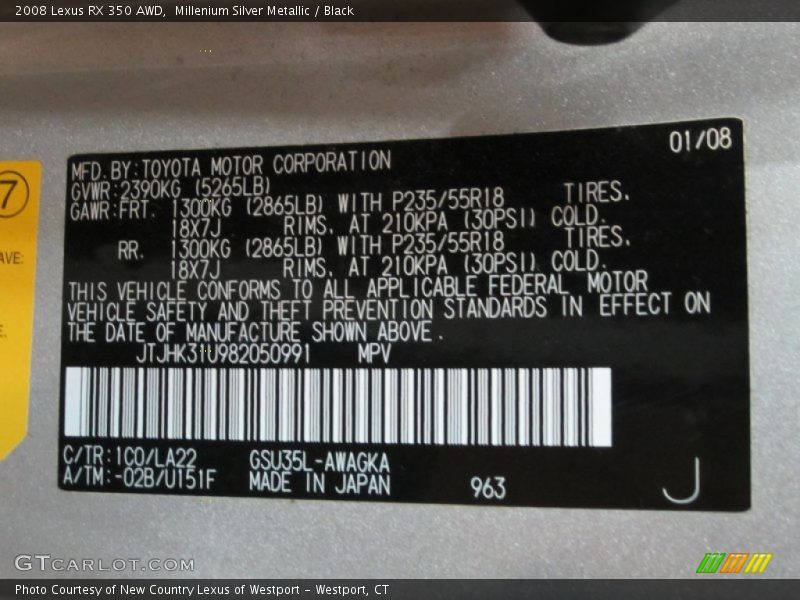 2008 Lexus RX 350 AWD, Millenium Silver Metallic / Black
01/08
MFD. BY: TOYOTA MOTOR CORPORATION
GVWR: 2390KG (5265LB)
GAWR: FRT. 1300KG (2865LB) WITH P235/55R18 TIRES.
18X7J RIMS. AT 210KPA (30PSI) COLD.
RR. 1300KG (2865LB) WITH P235/55R18 TIRES.
18X7J RIMS. AT 210KPA (30PSI) COLD.
THIS VEHICLE CONFORMS TO ALL APPLICABLE FEDERAL MOTOR
VEHICLE SAFETY AND THEFT PREVENTION STANDARDS IN EFFECT ON
THE DATE OF MANUFACTURE SHOWN ABOVE.
JTJHK31U982050991 MPV
C/TR: 1C0/LA22 GSU35L-AWAGKA
A/TM: -02B/U151F MADE IN JAPAN 963 J
7
AVE:
E.
GTCARLOT.COM
Photo Courtesy of New Country Lexus of Westport - Westport, CT